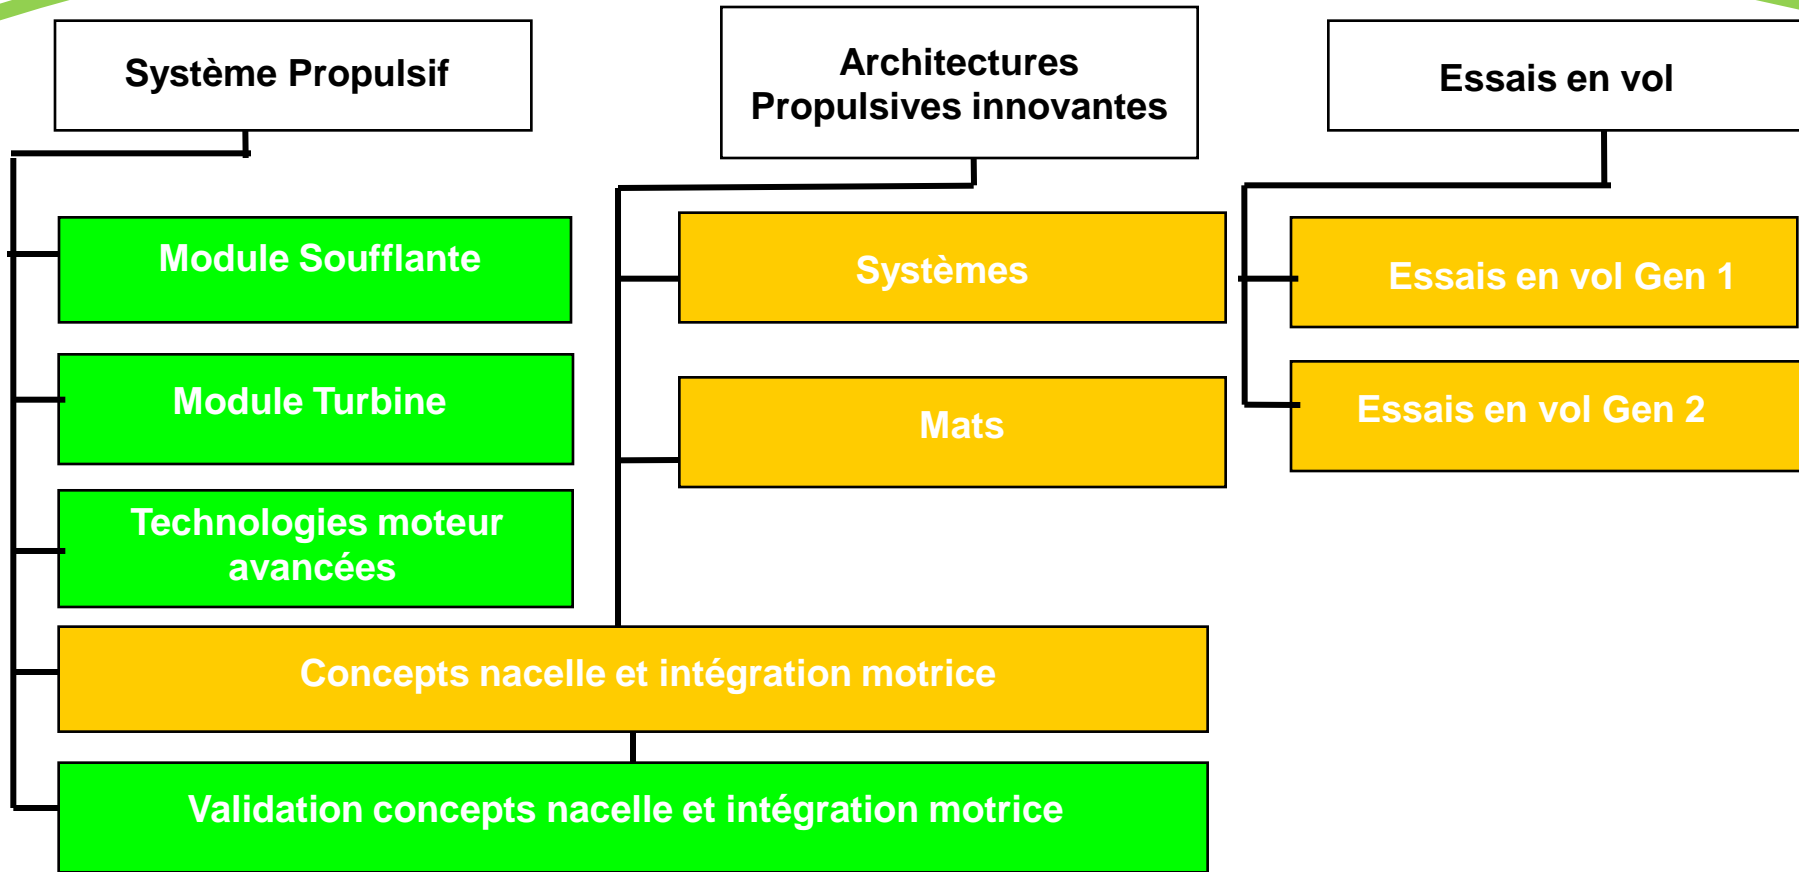 Système Propulsif
Architectures
Propulsives innovantes
Essais en vol
Module Soufflante
Module Turbine
Technologies moteur
avancées
Systèmes
Mats
Essais en vol Gen 1
Essais en vol Gen 2
Concepts nacelle et intégration motrice
Validation concepts nacelle et intégration motrice